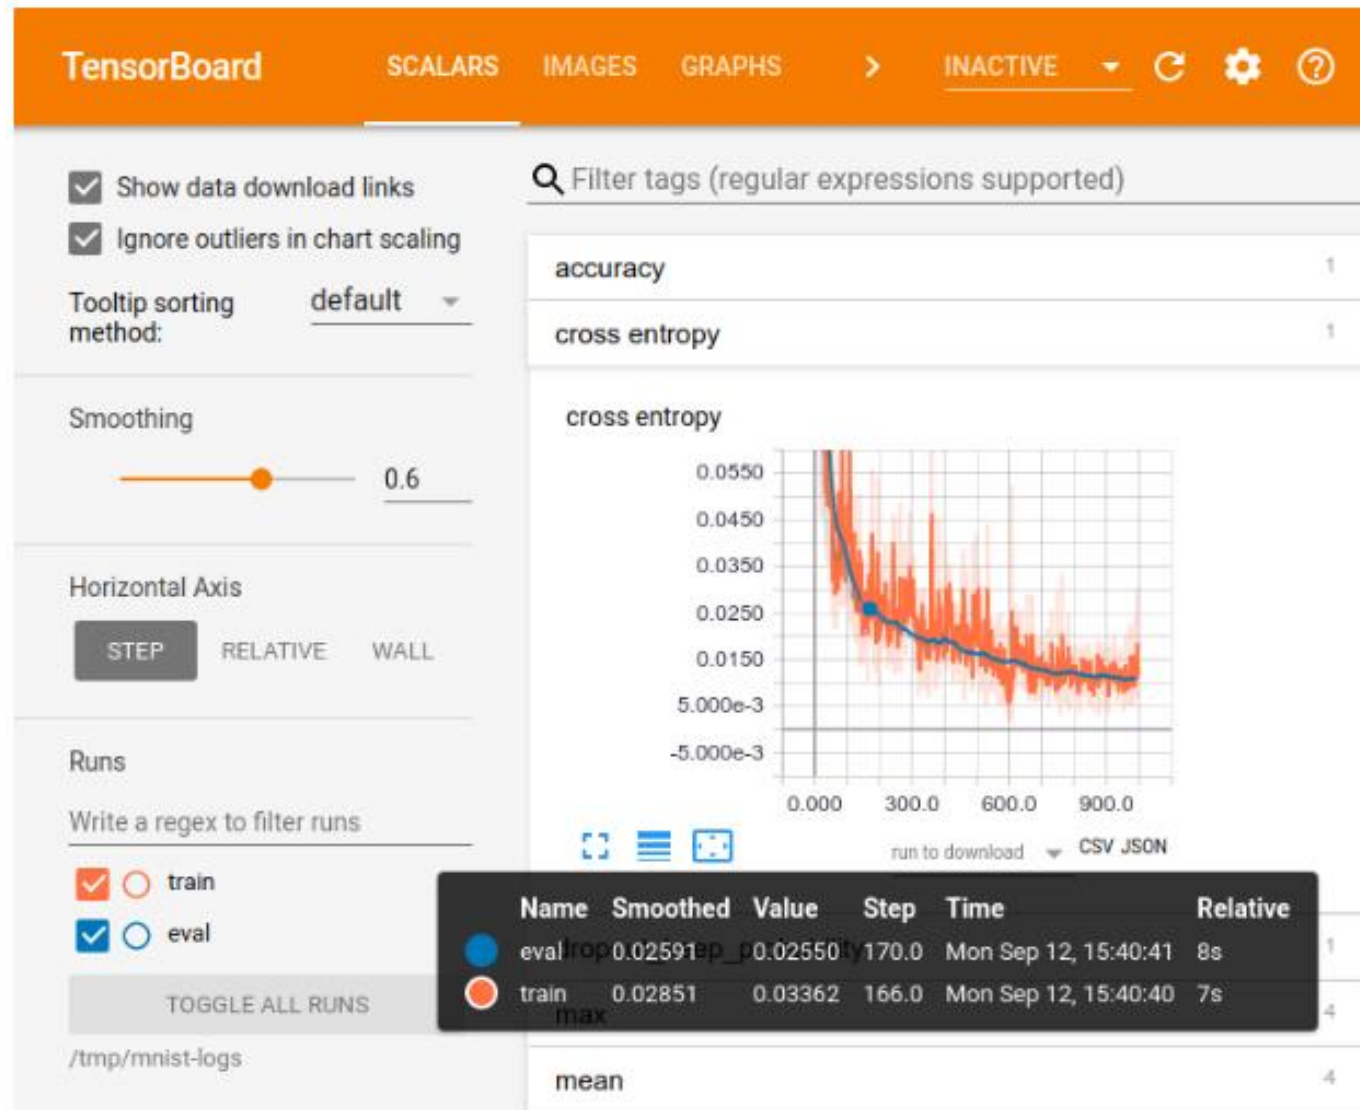 TensorBoard SCALARS IMAGES GRAPHS > INACTIVE
Show data download links
Ignore outliers in chart scaling
Tooltip sorting method: default
Smoothing
0.6
Horizontal Axis
STEP RELATIVE WALL
Runs
Write a regex to filter runs
train
eval
TOGGLE ALL RUNS
/tmp/mnist-logs
Filter tags (regular expressions supported)
accuracy 1
cross entropy 1
cross entropy
0.0550
0.0450
0.0350
0.0250
0.0150
5.000e-3
-5.000e-3
0.000 300.0 600.0 900.0
run to download CSV JSON
Name Smoothed Value Step Time Relative
eval 0.02591 0.02550 170.0 Mon Sep 12, 15:40:41 8s
train 0.02851 0.03362 166.0 Mon Sep 12, 15:40:40 7s
1
max 4
mean 4